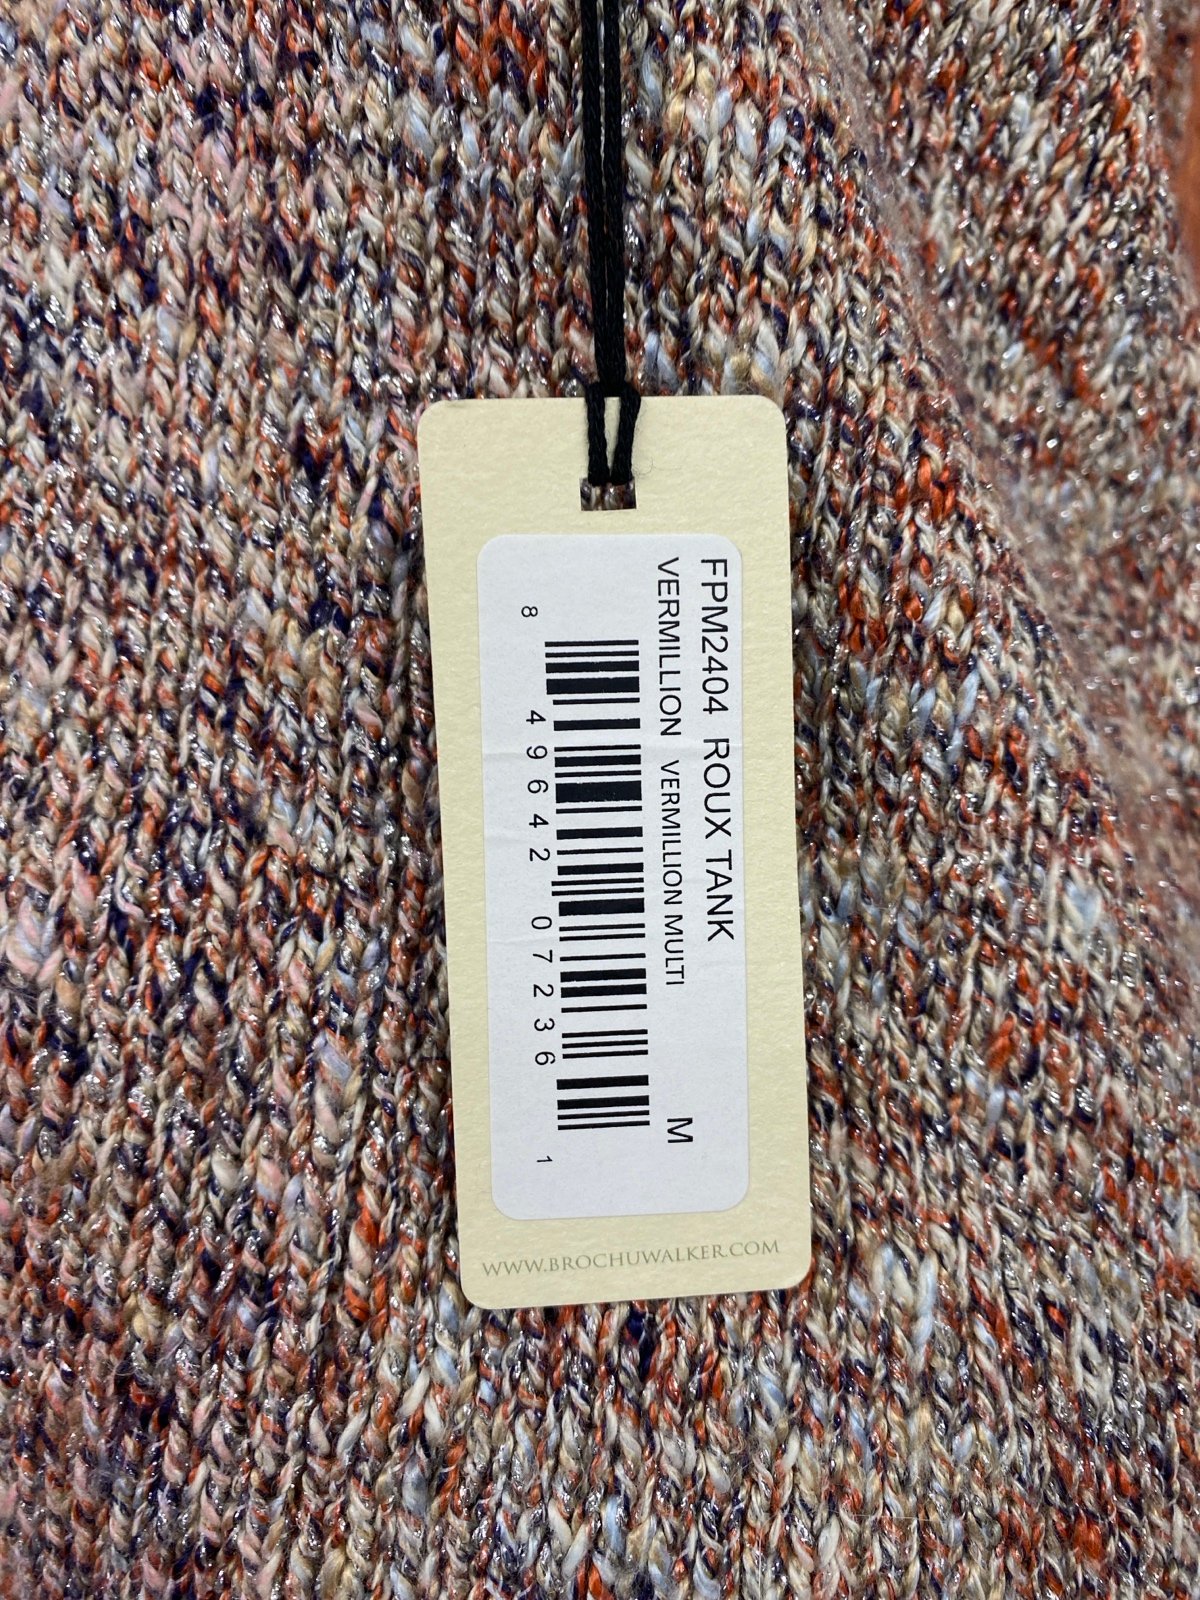 FPM2404 ROUX TANK
VERMILLION VERMILLION MULTI M
8 49642 07236 1
WWW.BROCHUWALKER.COM